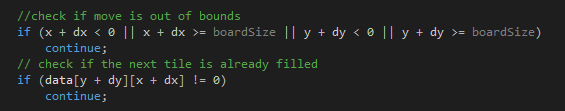 //check if move is out of bounds
if (x + dx < 0 || x + dx >= boardSize || y + dy < 0 || y + dy >= boardSize)
    continue;
// check if the next tile is already filled
if (data[y + dy][x + dx] != 0)
    continue;